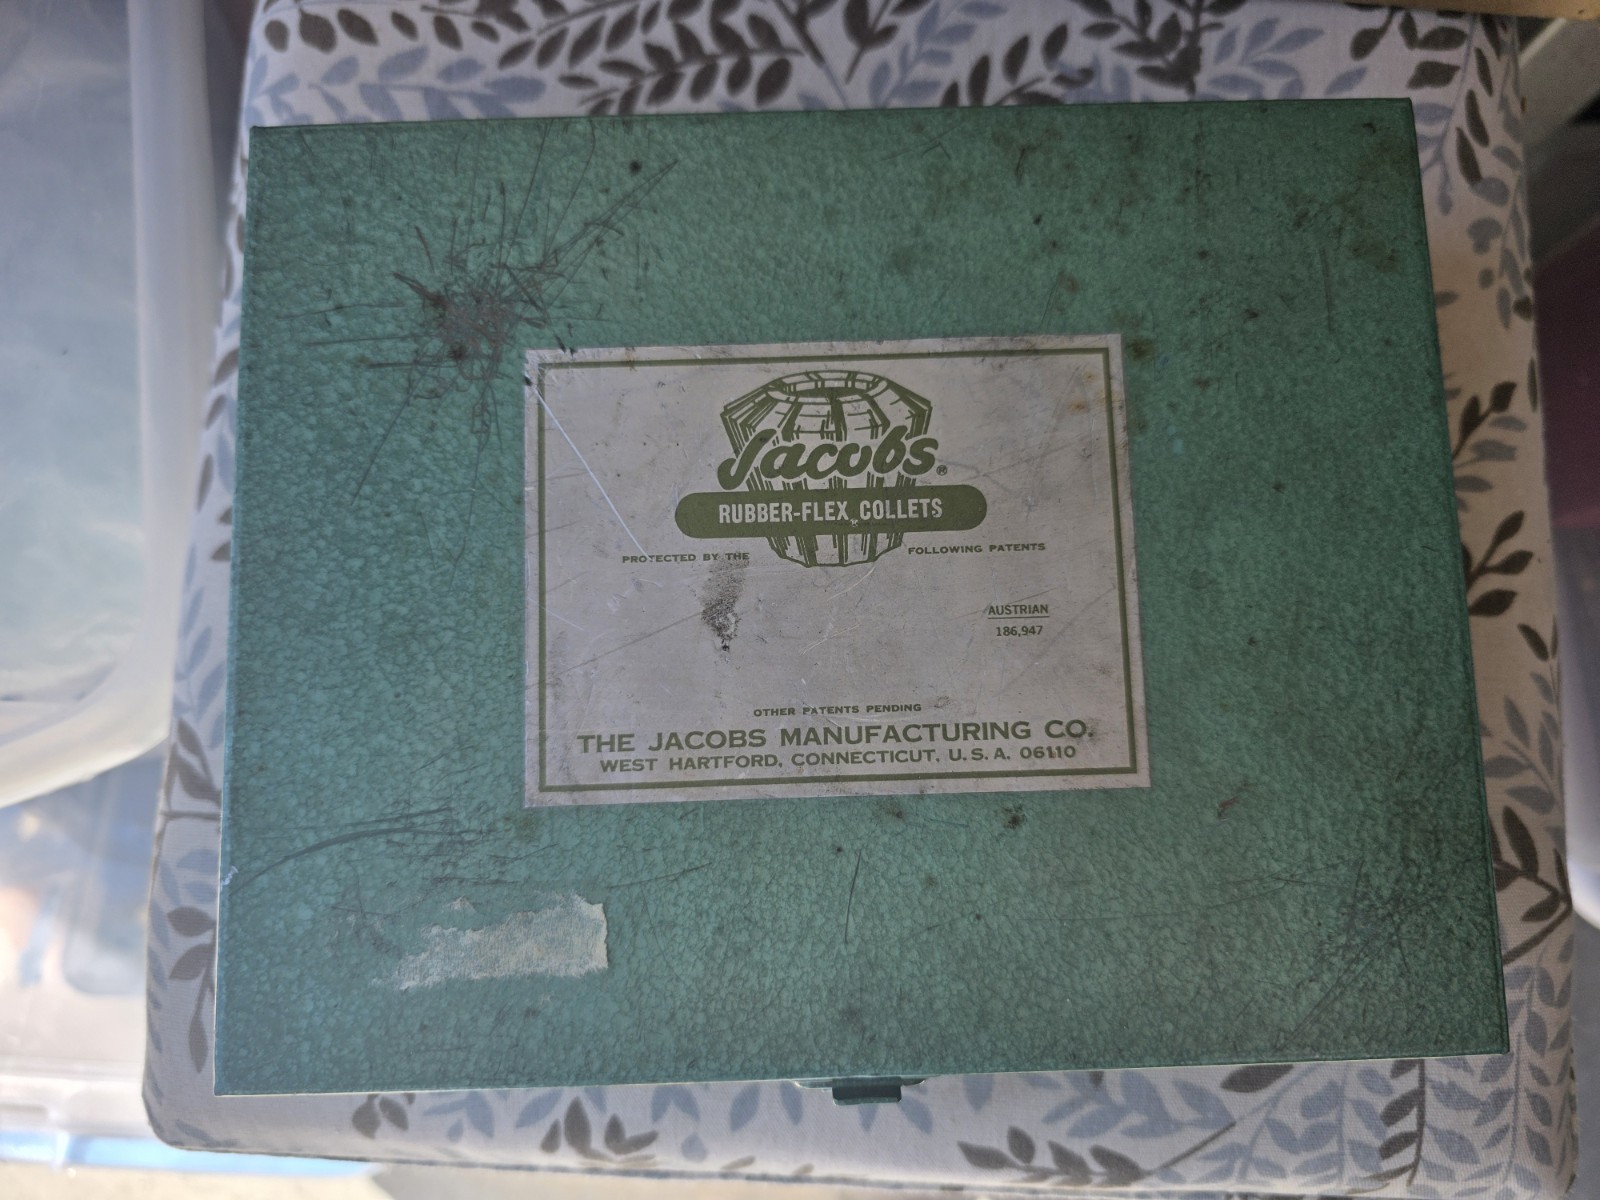 Jacobs®
RUBBER-FLEX COLLETS
PROTECTED BY THE FOLLOWING PATENTS
AUSTRIAN
186,947
OTHER PATENTS PENDING
THE JACOBS MANUFACTURING CO.
WEST HARTFORD, CONNECTICUT, U.S.A. 06110